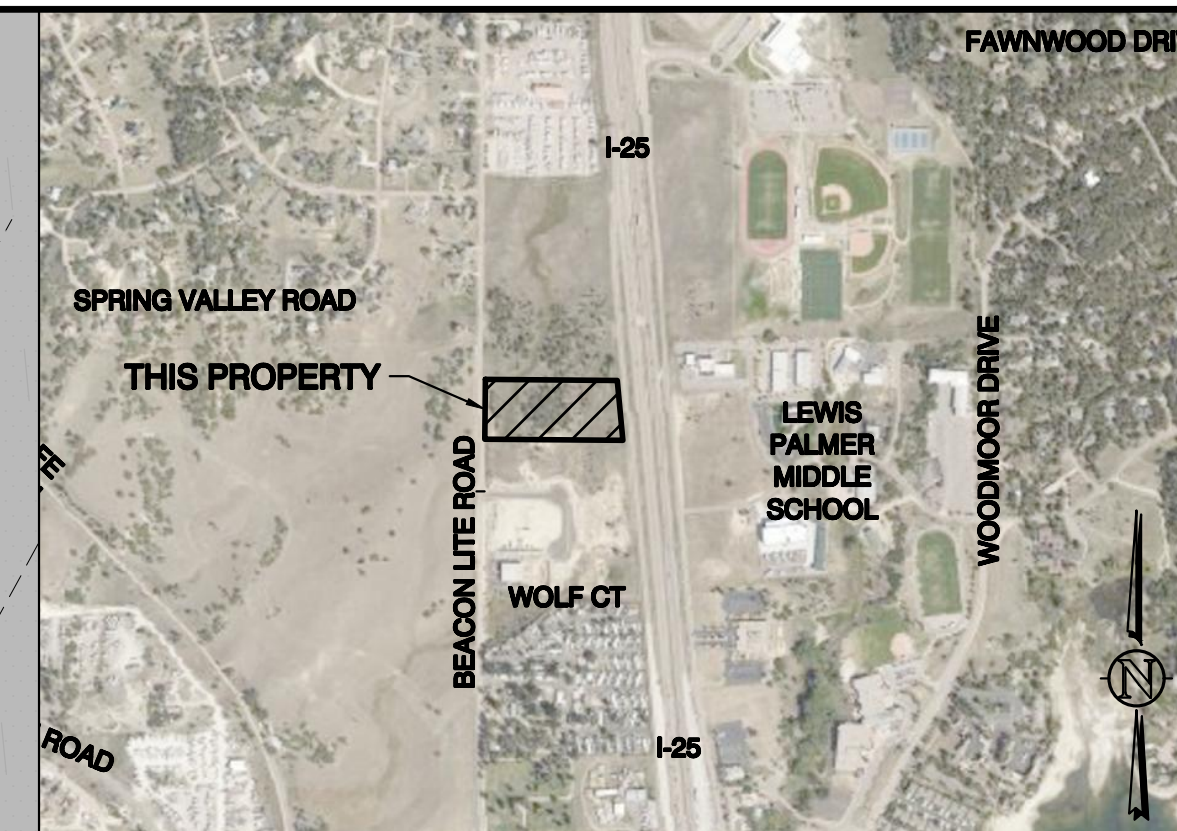 FAWNWOOD DRI
I-25
SPRING VALLEY ROAD
THIS PROPERTY
LEWIS
PALMER
MIDDLE
SCHOOL
WOODMOOR DRIVE
BEACON LITE ROAD
FE
WOLF CT
N
ROAD
I-25